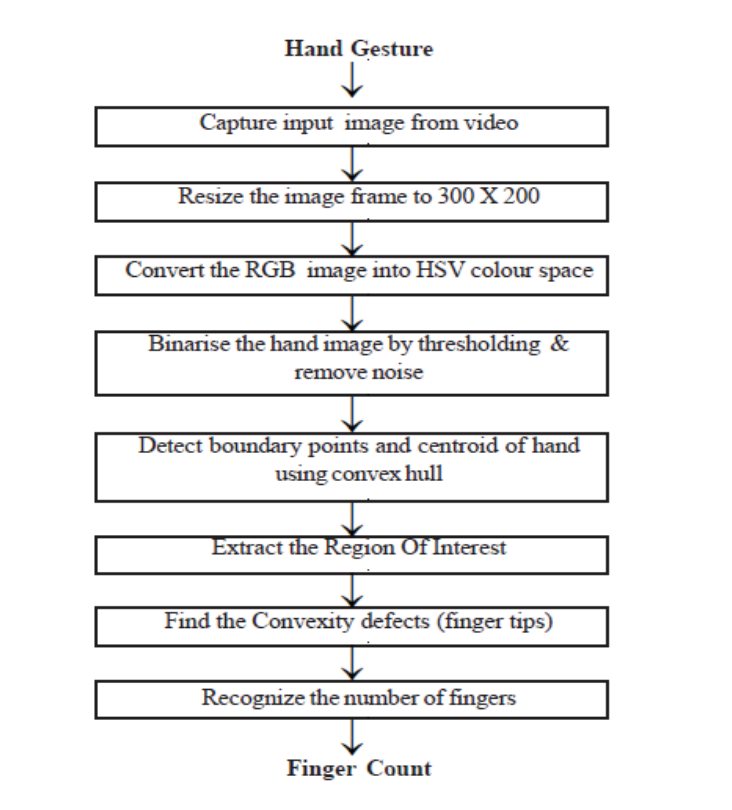 Hand Gesture
Capture input image from video
Resize the image frame to 300 X 200
Convert the RGB image into HSV colour space
Binarise the hand image by thresholding &
remove noise
Detect boundary points and centroid of hand
using convex hull
Extract the Region Of Interest
Find the Convexity defects (finger tips)
Recognize the number of fingers
Finger Count